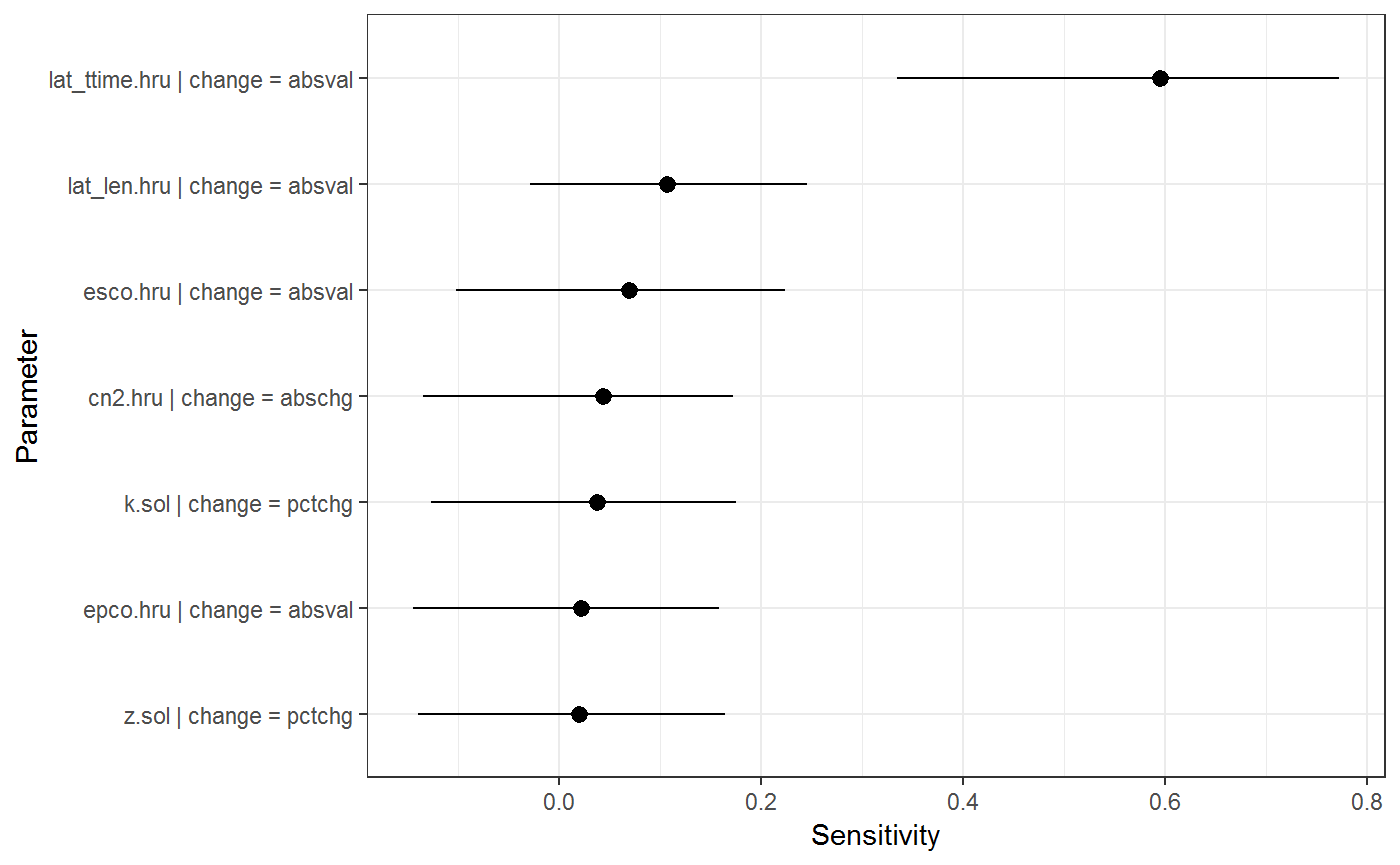 lat_ttime.hru | change = absval
lat_len.hru | change = absval
esco.hru | change = absval
cn2.hru | change = abschg
k.sol | change = pctchg
epco.hru | change = absval
z.sol | change = pctchg
Parameter
0.0 0.2 0.4 0.6 0.8
Sensitivity